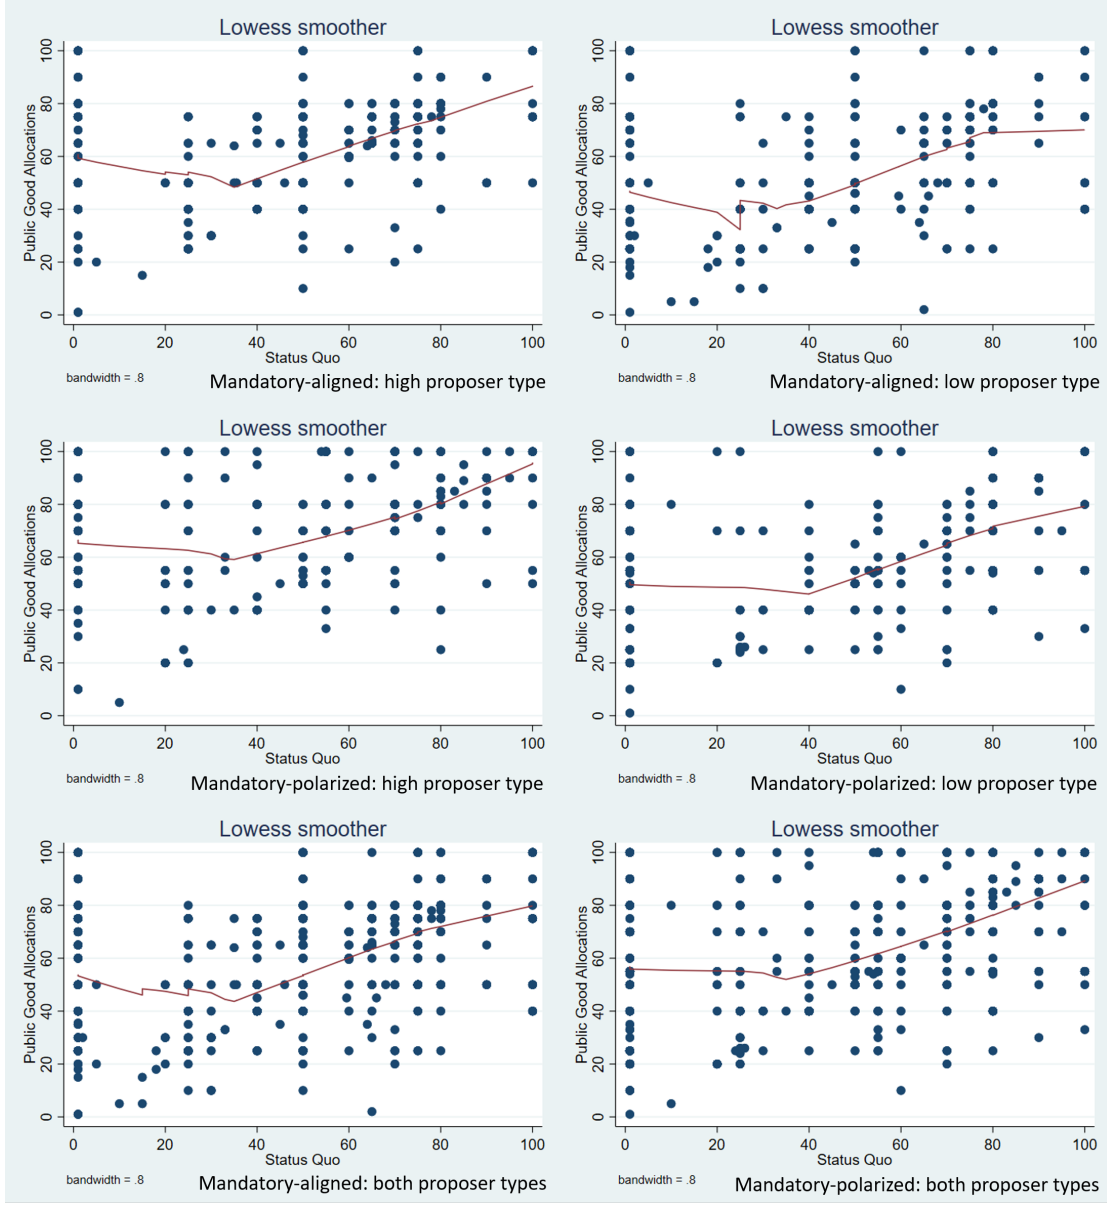 Lowess smoother
Public Good Allocations
100
80
60
40
20
0
0 20 40 60 80 100
Status Quo
bandwidth = .8
Mandatory-aligned: high proposer type
Lowess smoother
Public Good Allocations
100
80
60
40
20
0
0 20 40 60 80 100
Status Quo
bandwidth = .8
Mandatory-aligned: low proposer type
Lowess smoother
Public Good Allocations
100
80
60
40
20
0
0 20 40 60 80 100
Status Quo
bandwidth = .8
Mandatory-polarized: high proposer type
Lowess smoother
Public Good Allocations
100
80
60
40
20
0
0 20 40 60 80 100
Status Quo
bandwidth = .8
Mandatory-polarized: low proposer type
Lowess smoother
Public Good Allocations
100
80
60
40
20
0
0 20 40 60 80 100
Status Quo
bandwidth = .8
Mandatory-aligned: both proposer types
Lowess smoother
Public Good Allocations
100
80
60
40
20
0
0 20 40 60 80 100
Status Quo
bandwidth = .8
Mandatory-polarized: both proposer types